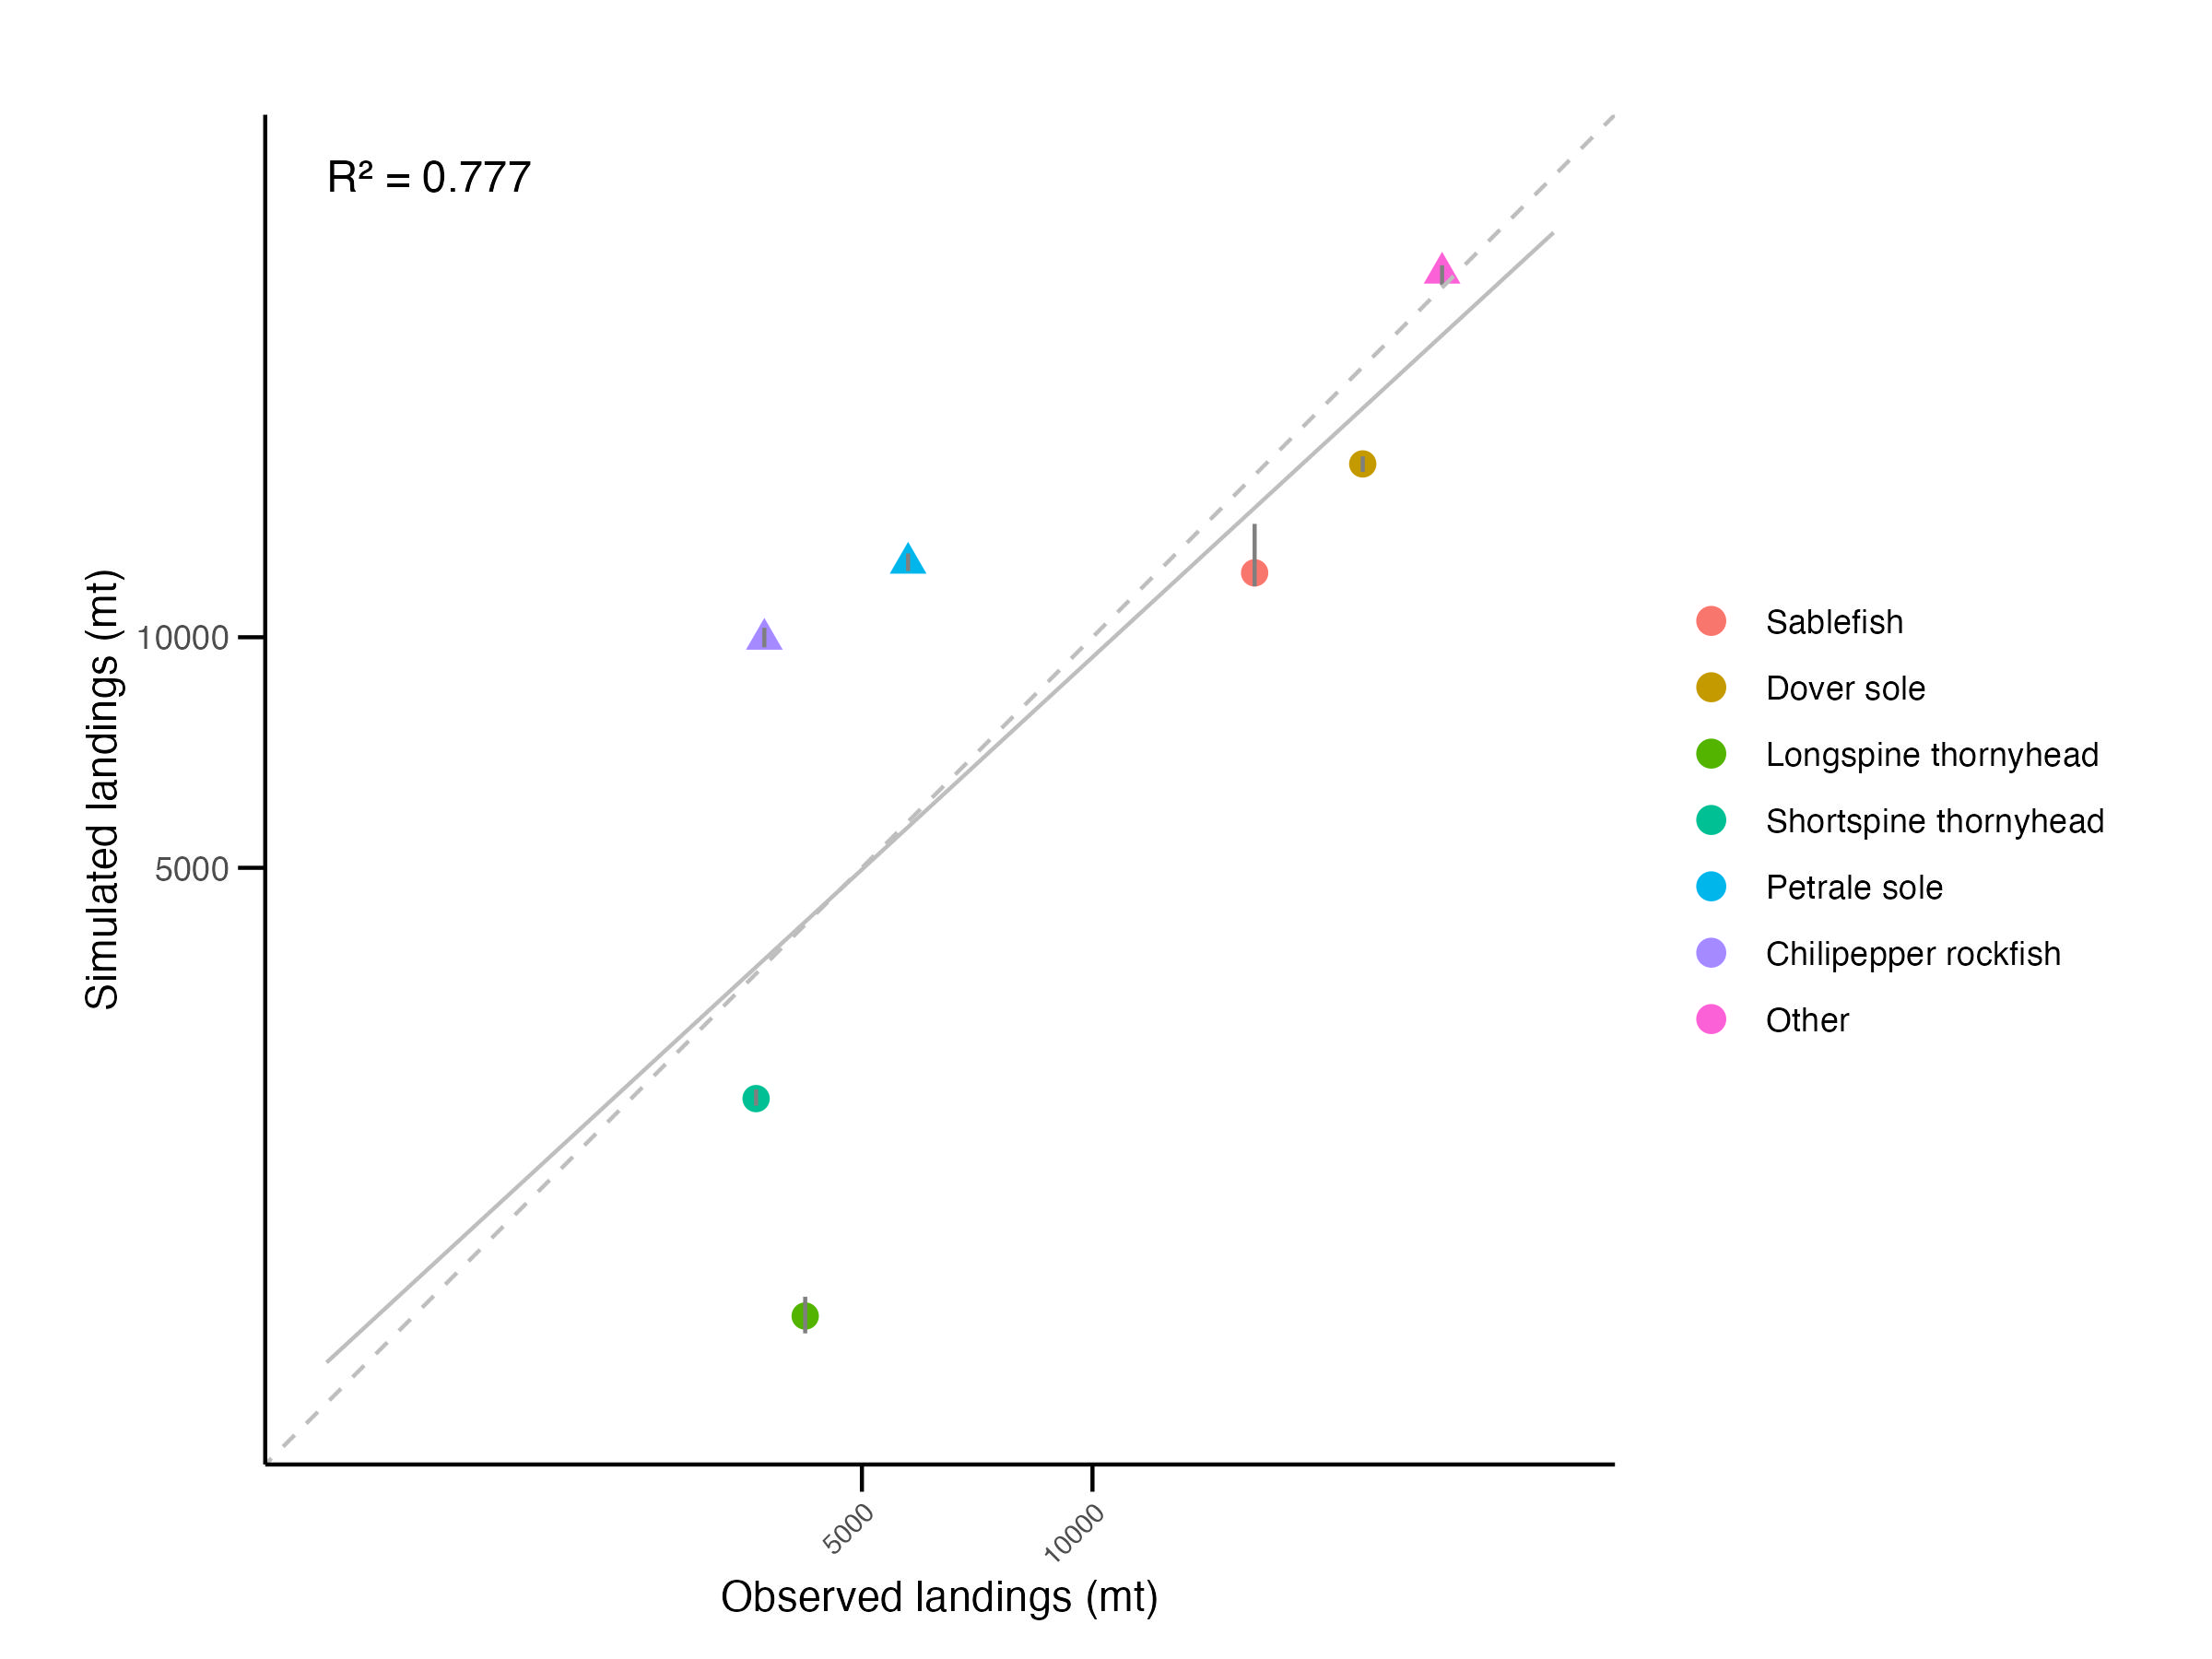 R² = 0.777
Simulated landings (mt)
10000
5000
5000
10000
Observed landings (mt)
Sablefish
Dover sole
Longspine thornyhead
Shortspine thornyhead
Petrale sole
Chilipepper rockfish
Other